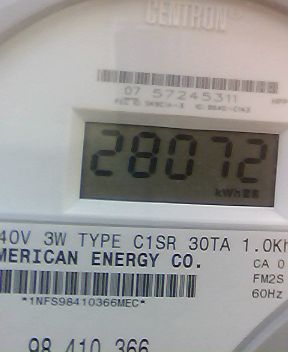 CENTRON
07 57245311
28072
kWh
40V 3W TYPE C1SR 30TA 1.0Kh
MERICAN ENERGY CO.
CA 0
FM2S
*1NFS98410366MEC*
60Hz
98 410 366